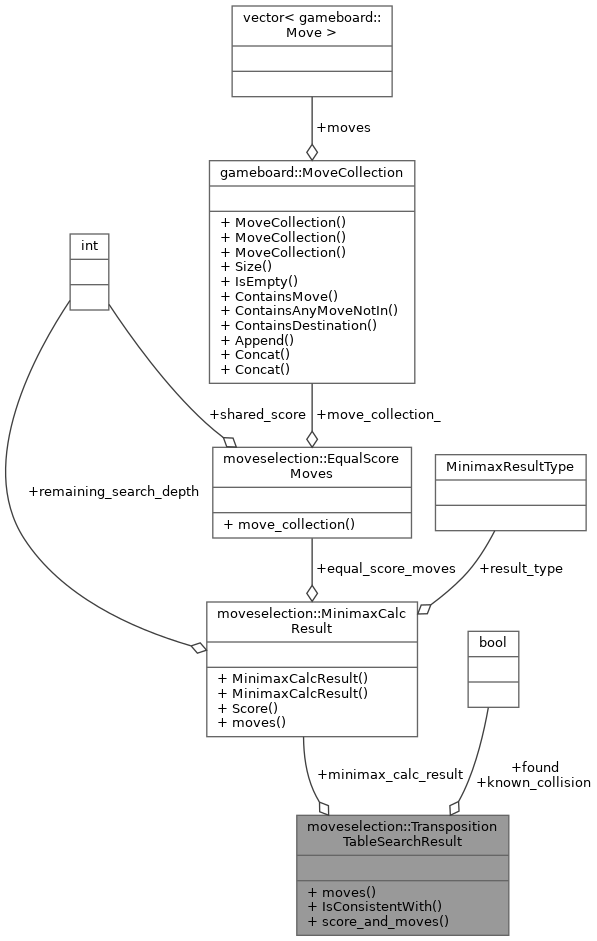 vector< gameboard::
Move >
+moves
gameboard::MoveCollection
+ MoveCollection()
+ MoveCollection()
+ MoveCollection()
+ Size()
+ IsEmpty()
+ ContainsMove()
+ ContainsAnyMoveNotIn()
+ ContainsDestination()
+ Append()
+ Concat()
+ Concat()
int
+shared_score
+move_collection_
moveselection::EqualScore
Moves
+ move_collection()
MinimaxResultType
+remaining_search_depth
+equal_score_moves
+result_type
moveselection::MinimaxCalc
Result
+ MinimaxCalcResult()
+ MinimaxCalcResult()
+ Score()
+ moves()
bool
+minimax_calc_result
+found
+known_collision
moveselection::Transposition
TableSearchResult
+ moves()
+ IsConsistentWith()
+ score_and_moves()